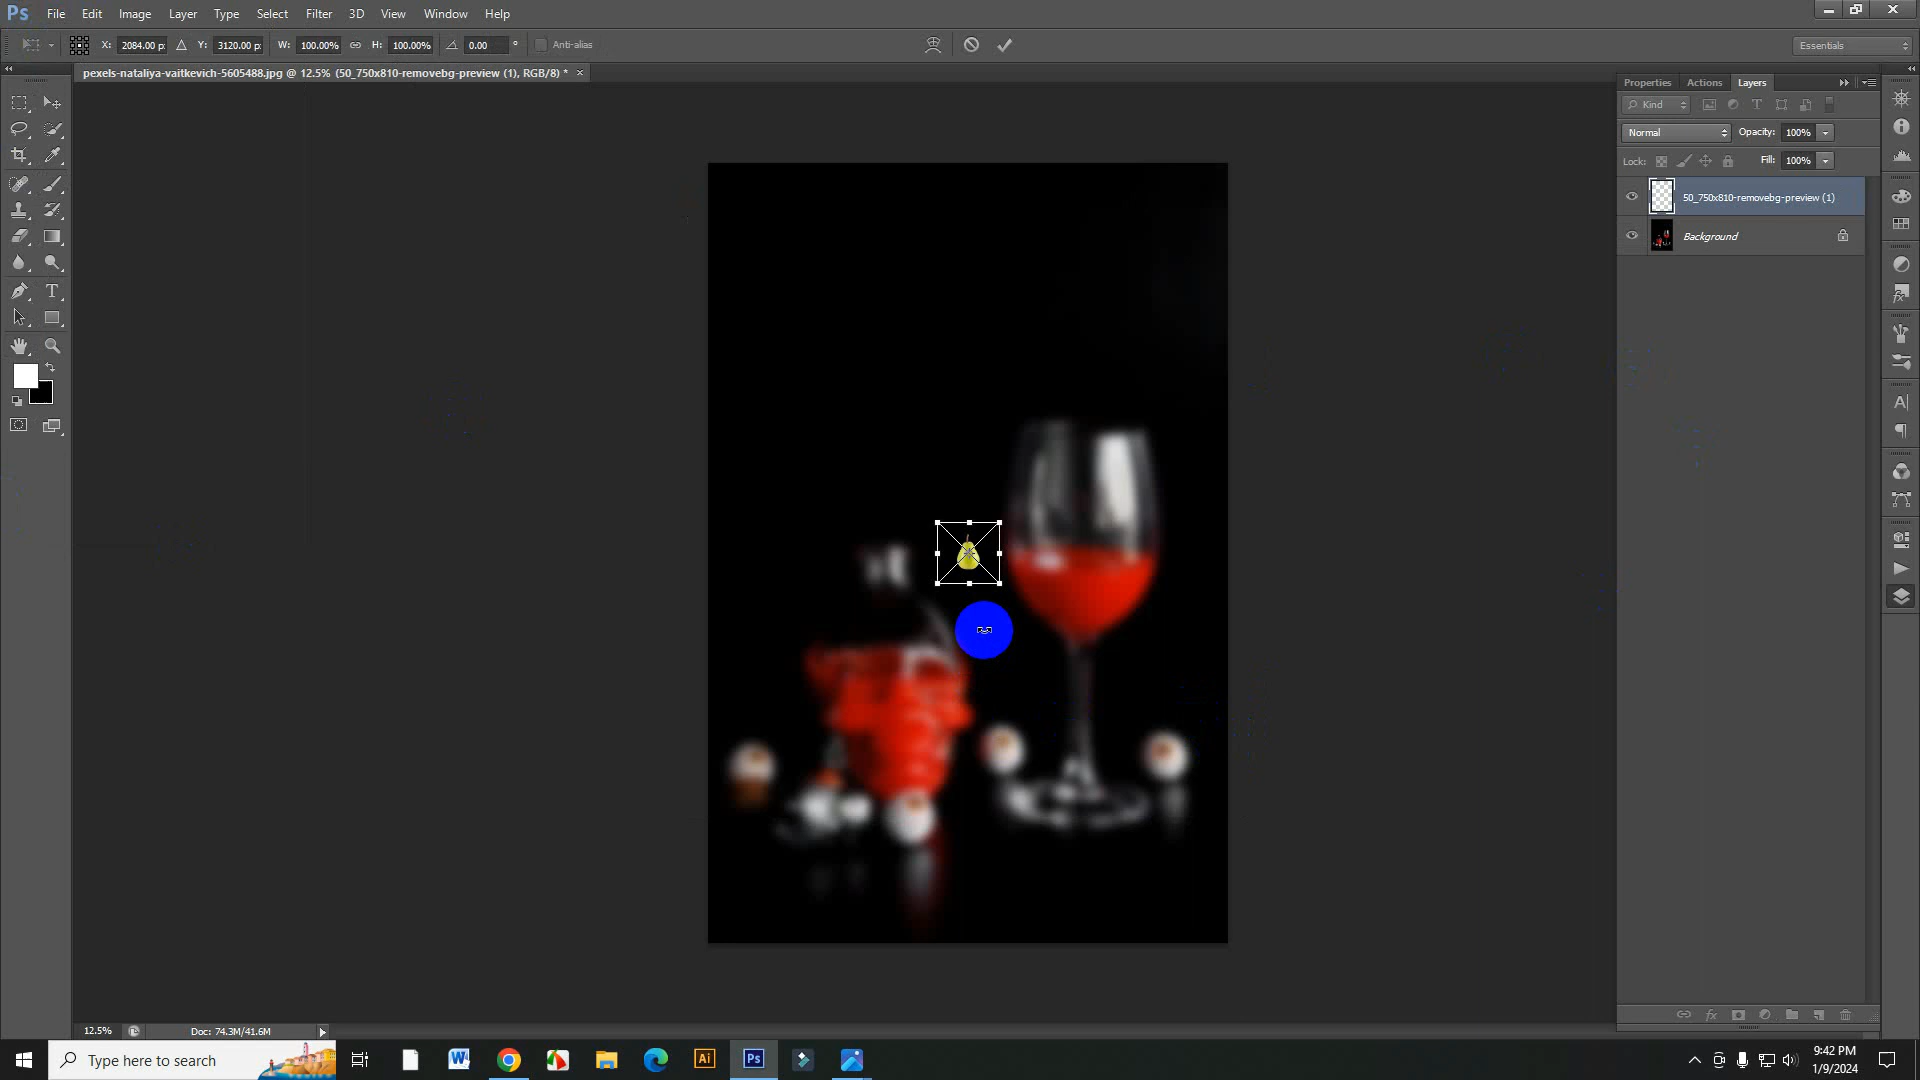 Ps File Edit Image Layer Type Select Filter 3D View Window Help
X: 2084.00 p Y: 3120.00 p W: 100.00% H: 100.00% 0.00 ° Anti-alias Essentials
pexels-nataliya-vaitkevich-5605488.jpg @ 12.5% (50_750x810-removebg-preview (1), RGB/8) * ×
Properties Actions Layers
Kind
Normal Opacity: 100%
Lock: Fill: 100%
50_750x810-removebg-preview (1)
Background
12.5% Doc: 74.3M/41.6M
Type here to search
Ai Ps
9:42 PM
1/9/2024